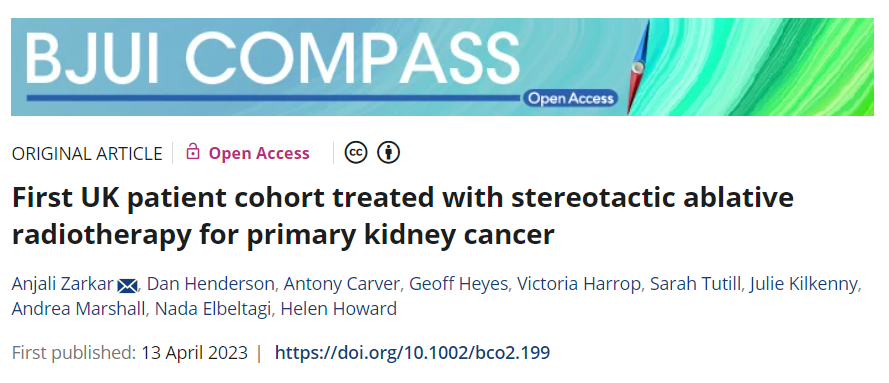 BJUI COMPASS
Open Access
ORIGINAL ARTICLE Open Access cc
First UK patient cohort treated with stereotactic ablative
radiotherapy for primary kidney cancer
Anjali Zarkar, Dan Henderson, Antony Carver, Geoff Heyes, Victoria Harrop, Sarah Tutill, Julie Kilkenny,
Andrea Marshall, Nada Elbeltagi, Helen Howard
First published: 13 April 2023 | https://doi.org/10.1002/bco2.199